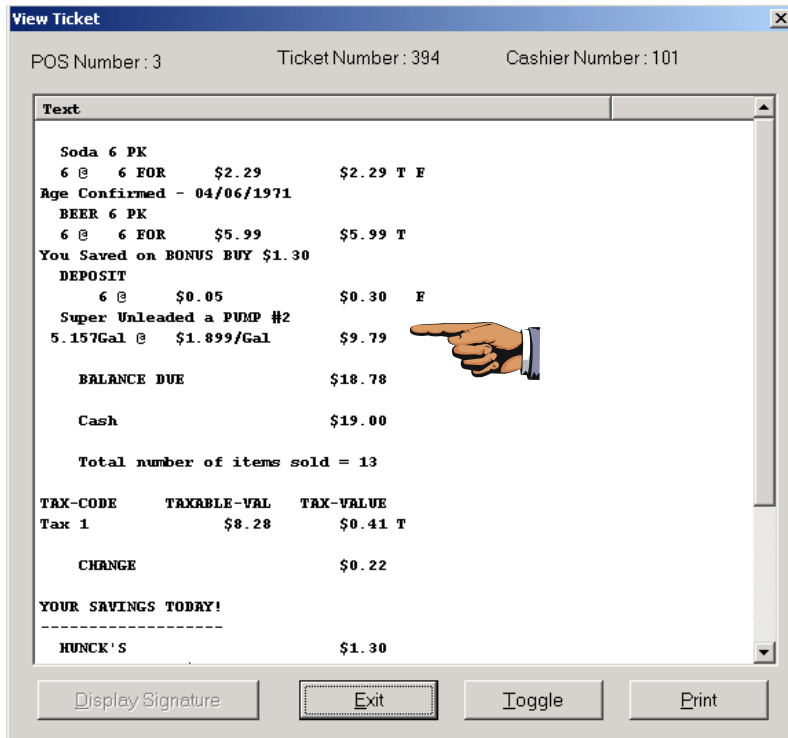 View Ticket
POS Number : 3 Ticket Number : 394 Cashier Number : 101
Text
Soda 6 PK
6 @ 6 FOR $2.29 $2.29 T F
Age Confirmed - 04/06/1971
BEER 6 PK
6 @ 6 FOR $5.99 $5.99 T
You Saved on BONUS BUY $1.30
DEPOSIT
6 @ $0.05 $0.30 F
Super Unleaded a PUMP #2
5.157Gal @ $1.899/Gal $9.79
BALANCE DUE $18.78
Cash $19.00
Total number of items sold = 13
TAX-CODE TAXABLE-VAL TAX-VALUE
Tax 1 $8.28 $0.41 T
CHANGE $0.22
YOUR SAVINGS TODAY!
-------------------
HUNCK'S $1.30
Display Signature Exit Toggle Print